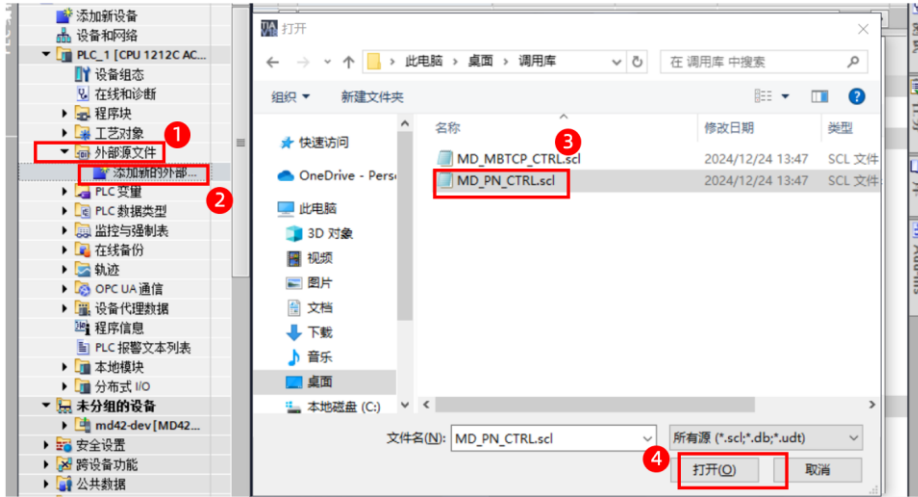 添加新设备
设备和网络
PLC_1 [CPU 1212C AC...
设备组态
在线和诊断
程序块
工艺对象
1
外部源文件
添加新的外部...
2
PLC 变量
PLC 数据类型
监控与强制表
在线备份
轨迹
OPC UA 通信
设备代理数据
程序信息
PLC 报警文本列表
本地模块
分布式 I/O
未分组的设备
md42-dev [MD42...
安全设置
跨设备功能
公共数据
打开
此电脑 › 桌面 › 调用库
在 调用库 中搜索
组织
新建文件夹
名称
修改日期
类型
3
MD_MBTCP_CTRL.scl
2024/12/24 13:47
SCL 文件
MD_PN_CTRL.scl
2024/12/24 13:47
SCL 文件
快速访问
OneDrive - Pers
此电脑
3D 对象
视频
图片
文档
下载
音乐
桌面
本地磁盘 (C:)
文件名(N):
MD_PN_CTRL.scl
所有源 (*.scl;*.db;*.udt)
4
打开(O)
取消